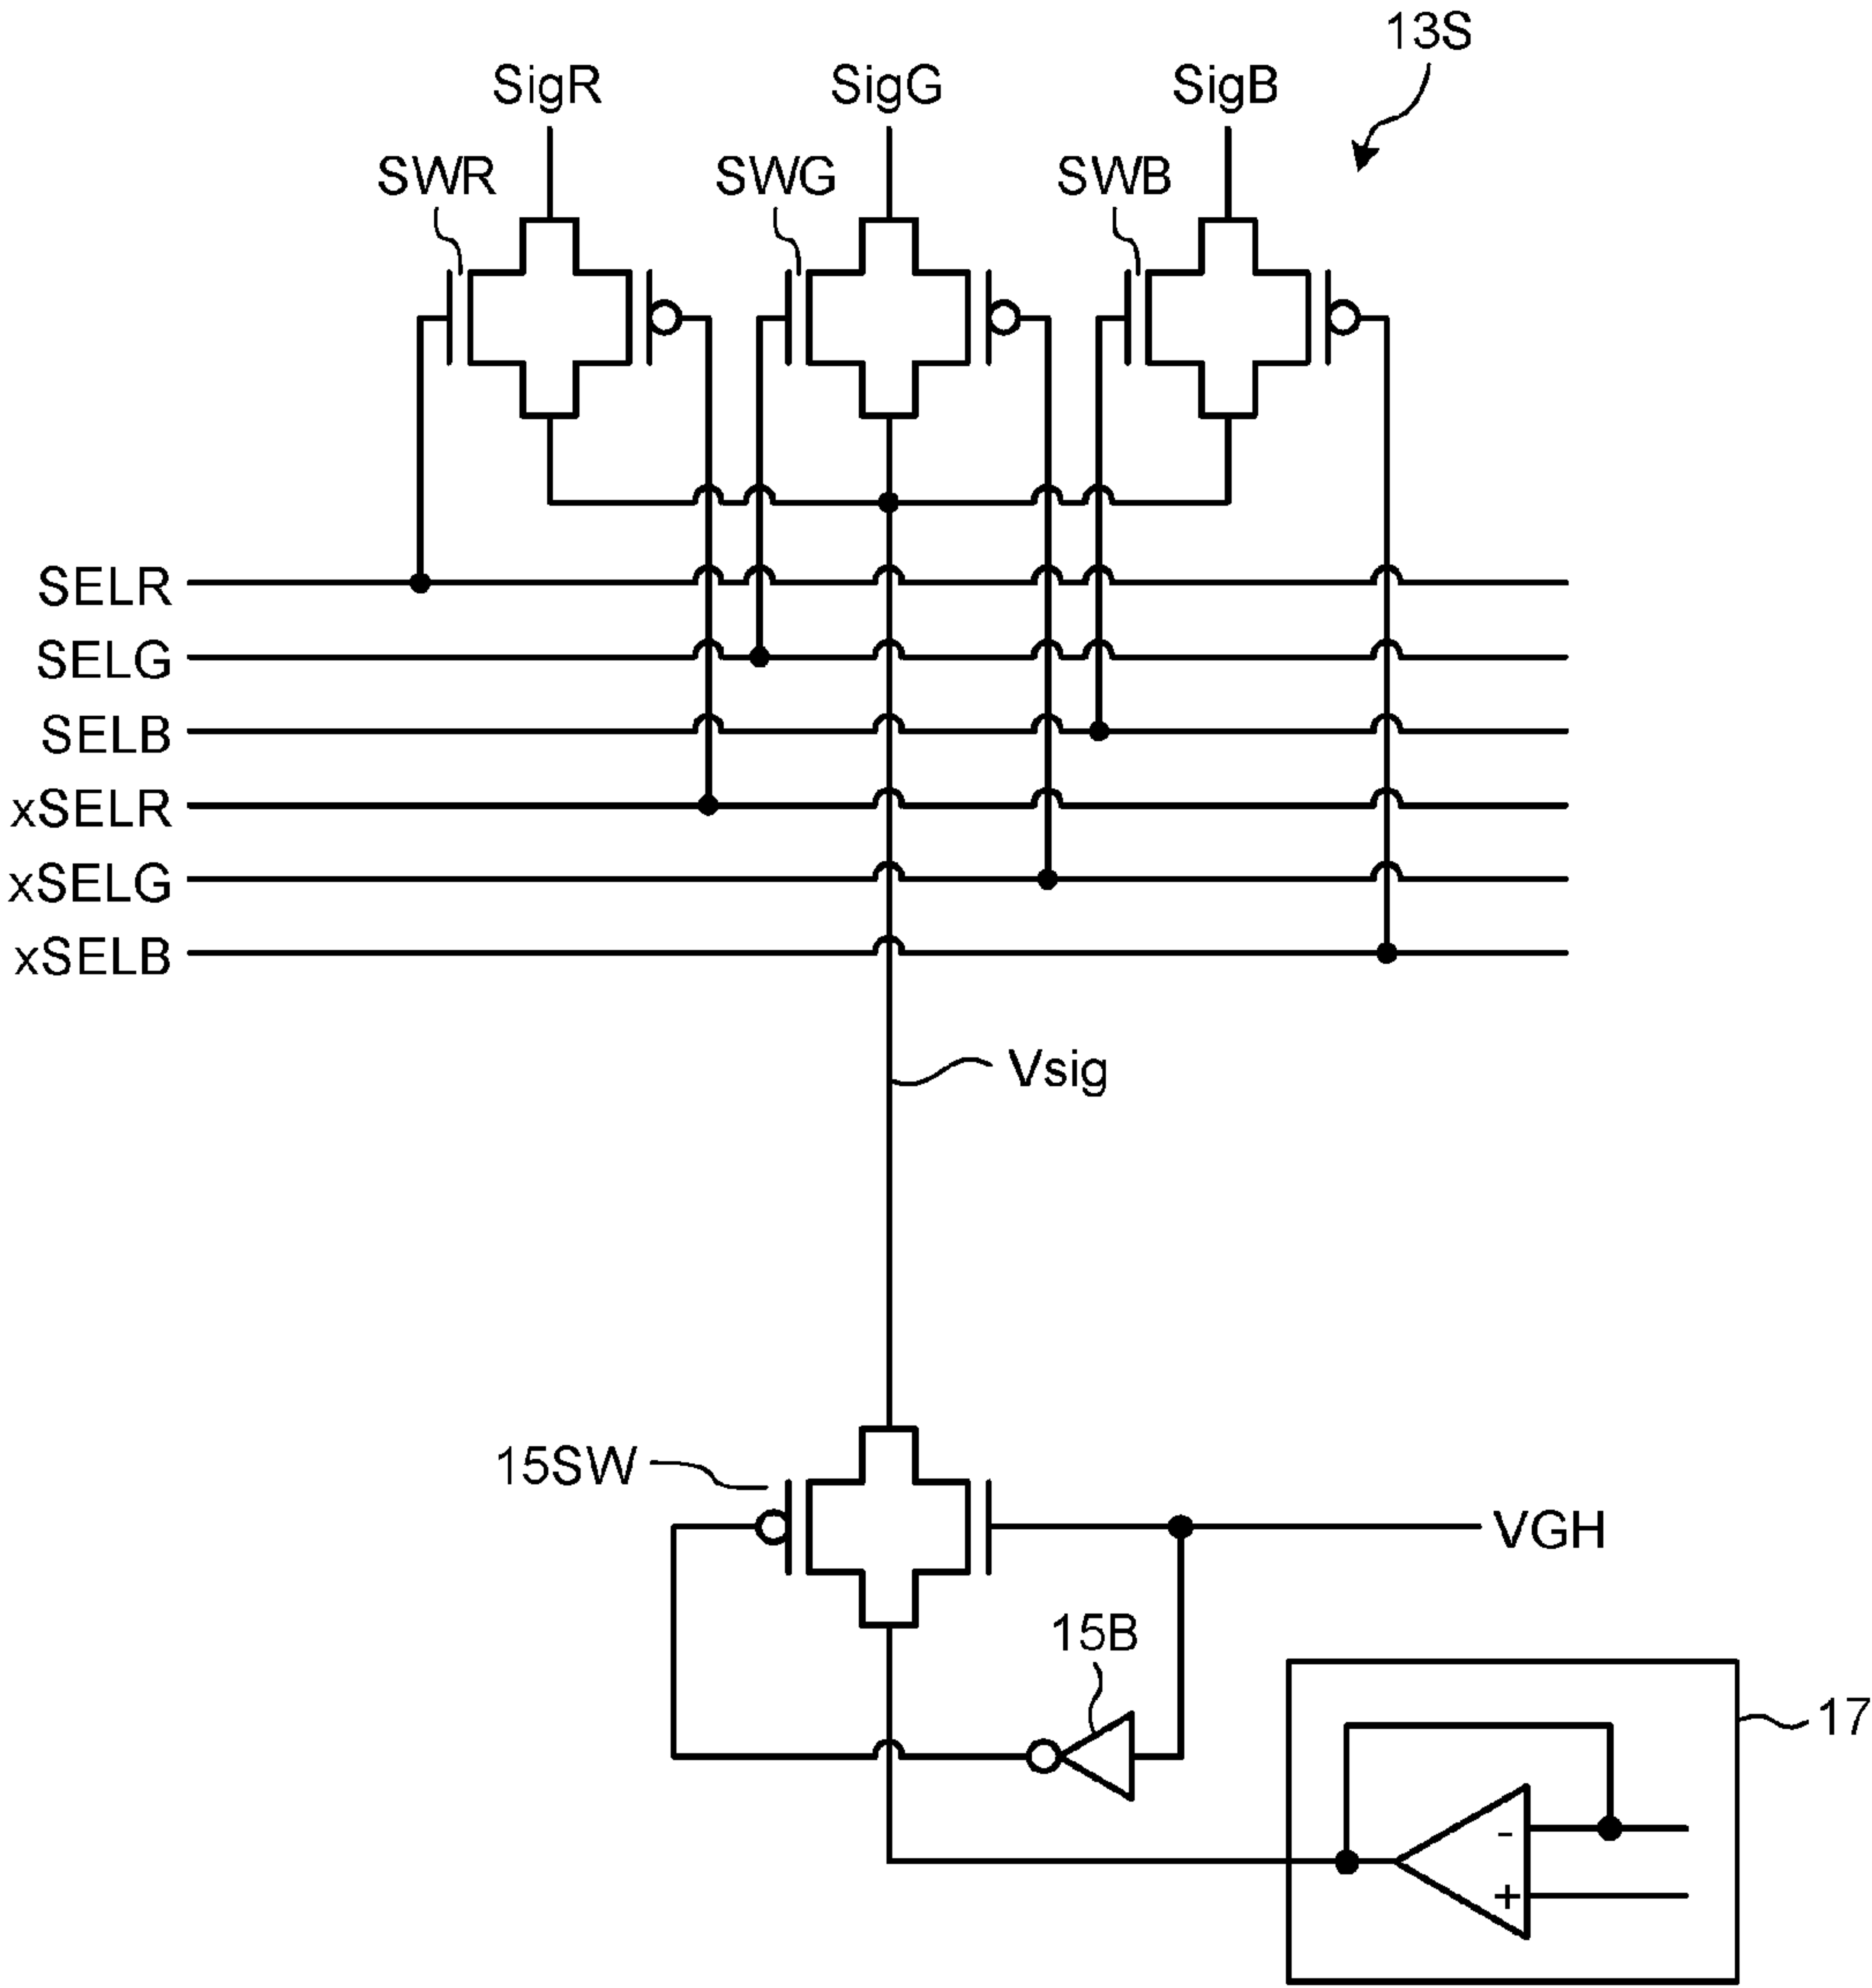 13S
SigR SigG SigB
SWR SWG SWB
SELR
SELG
SELB
xSELR
xSELG
xSELB
Vsig
15SW
VGH
15B
17
-
+